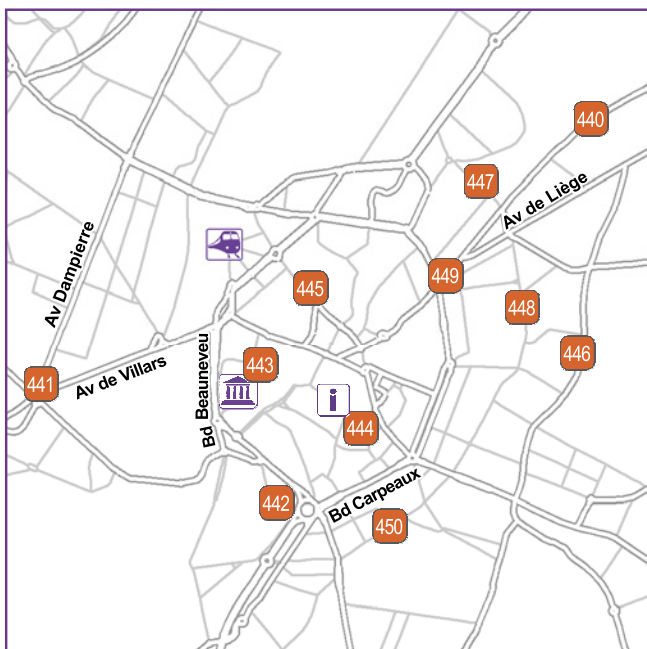 440
447
Av de Liège
Av Dampierre
449
445
448
446
443
441
Av de Villars
Bd Beauneveu
i
444
442
Bd Carpeaux
450